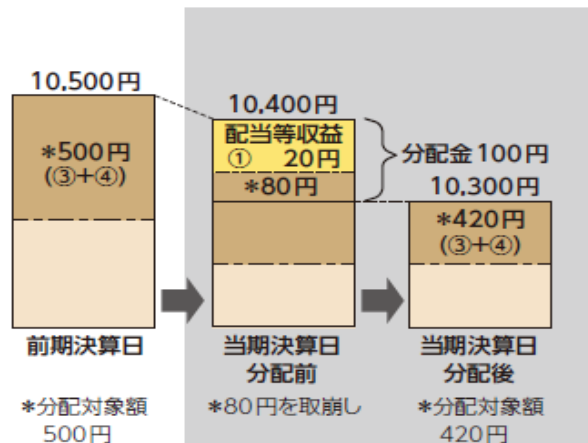 10,500円
*500円
(③+④)
前期決算日
*分配対象額
500円
10,400円
配当等収益
① 20円
*80円
分配金100円
当期決算日
分配前
*80円を取崩し
10,300円
*420円
(③+④)
当期決算日
分配後
*分配対象額
420円